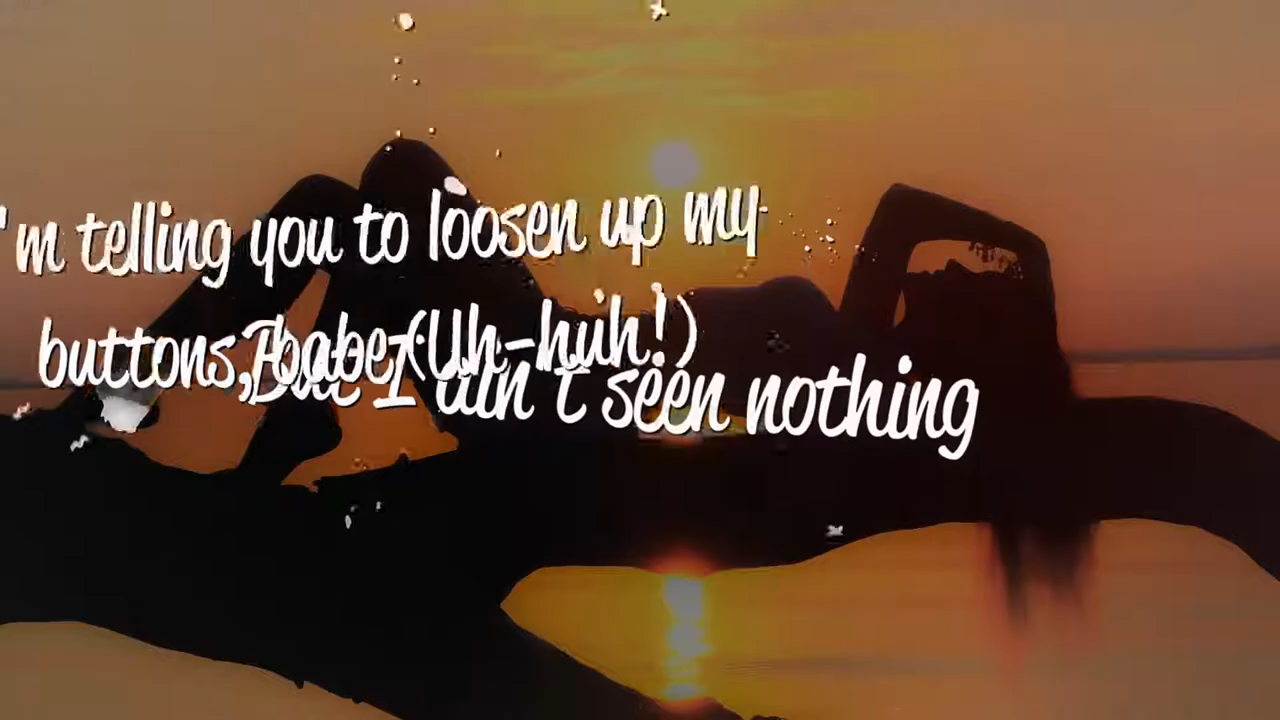 'm telling you to loosen up my
buttons, babe (Uh-huh!)
But I ain't seen nothing